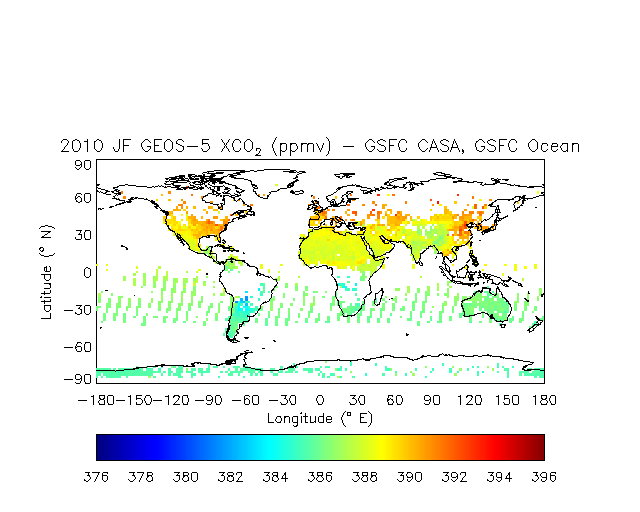 2010 JF GEOS-5 XCO₂ (ppmv) - GSFC CASA, GSFC Ocean
90
60
30
0
-30
-60
-90
Latitude (° N)
-180 -150 -120 -90 -60 -30 0 30 60 90 120 150 180
Longitude (° E)
376 378 380 382 384 386 388 390 392 394 396